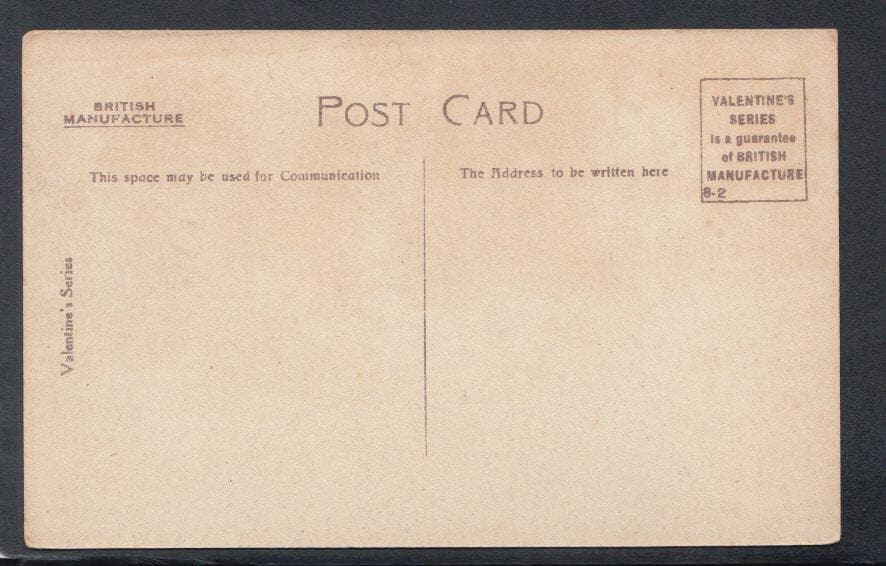 BRITISH
MANUFACTURE
POST CARD
VALENTINE'S
SERIES
is a guarantee
of BRITISH
MANUFACTURE
8-2
This space may be used for Communication
The Address to be written here
Valentine's Series